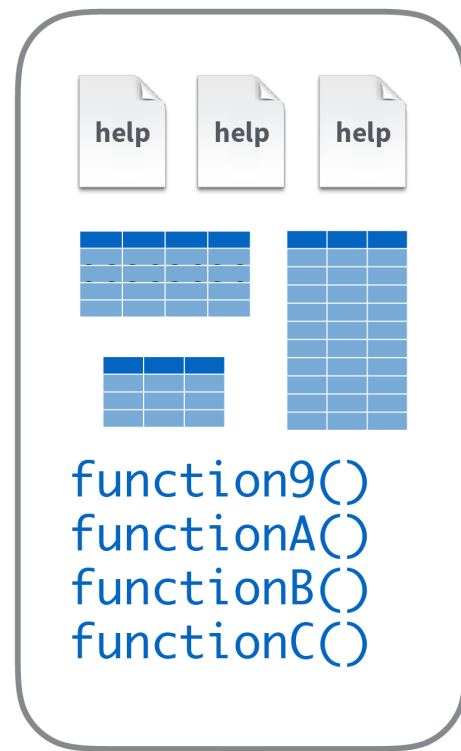 help help help
function9()
functionA()
functionB()
functionC()